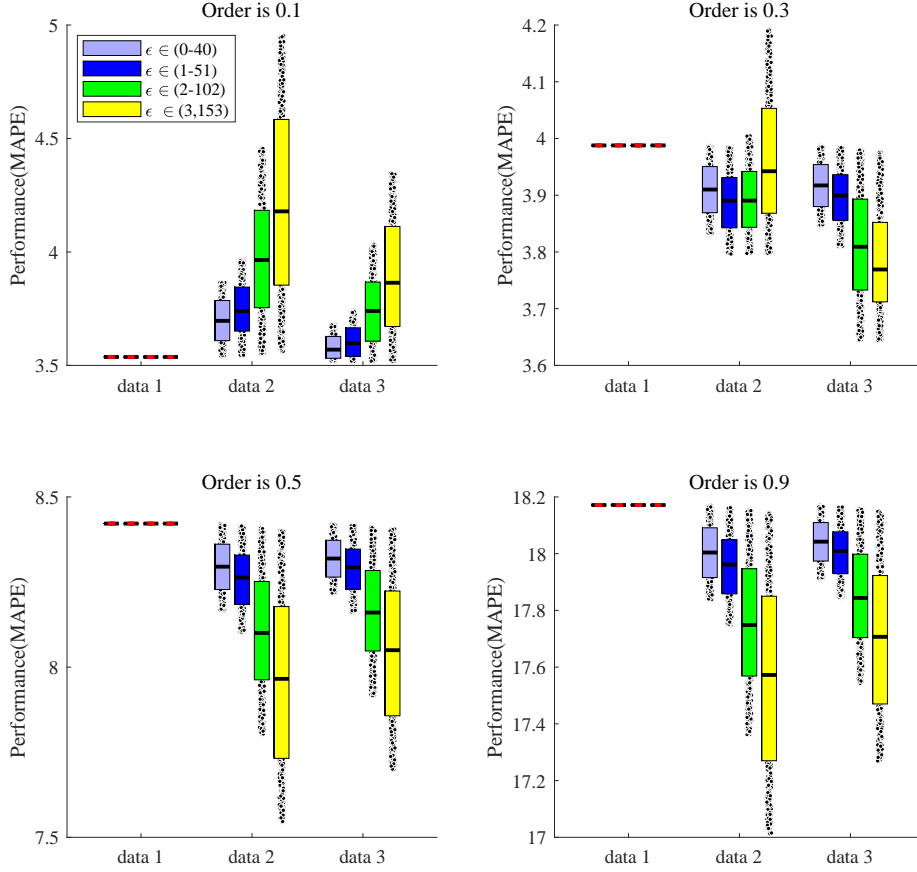 Order is 0.1
Performance(MAPE)
5
4.5
4
3.5
ϵ ∈ (0-40)
ϵ ∈ (1-51)
ϵ ∈ (2-102)
ϵ ∈ (3,153)
data 1 data 2 data 3
Order is 0.3
Performance(MAPE)
4.2
4.1
4
3.9
3.8
3.7
3.6
data 1 data 2 data 3
Order is 0.5
Performance(MAPE)
8.5
8
7.5
data 1 data 2 data 3
Order is 0.9
Performance(MAPE)
18.2
18
17.8
17.6
17.4
17.2
17
data 1 data 2 data 3